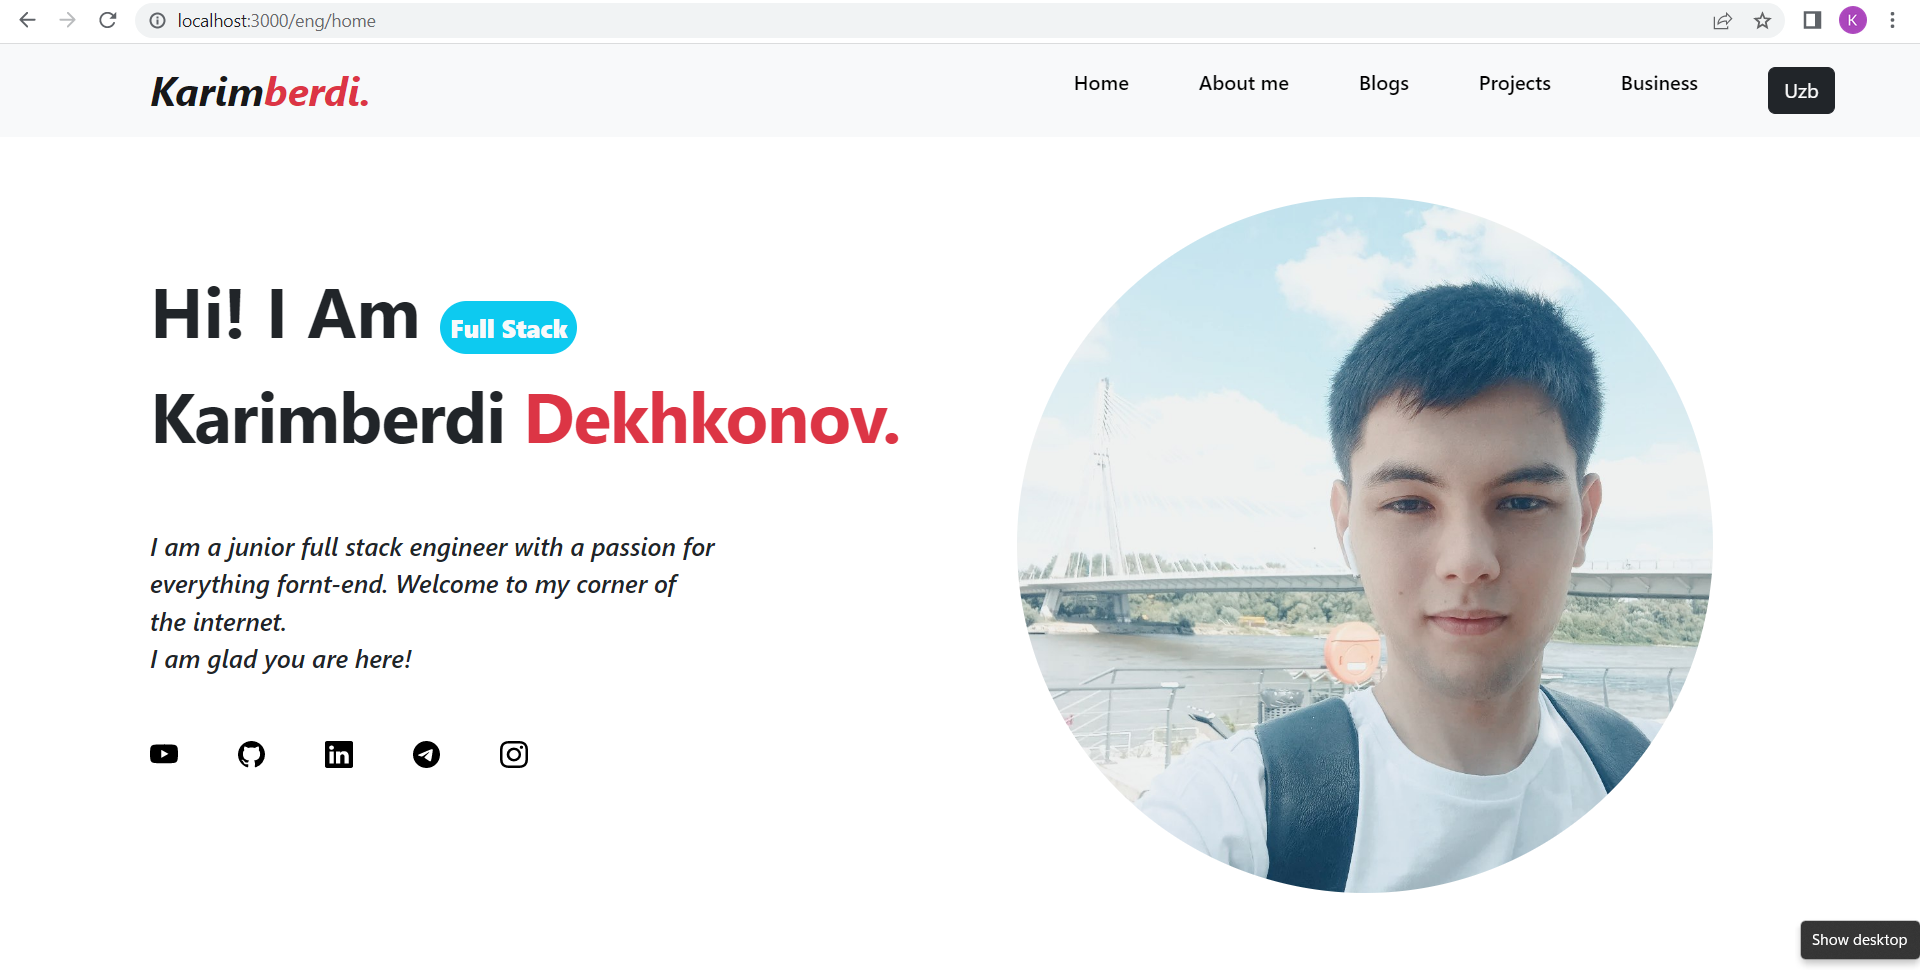 localhost:3000/eng/home
K
Karimberdi.
Home
About me
Blogs
Projects
Business
Uzb
Hi! I Am Full Stack
Karimberdi Dekhkonov.
I am a junior full stack engineer with a passion for
everything fornt-end. Welcome to my corner of
the internet.
I am glad you are here!
in
Show desktop